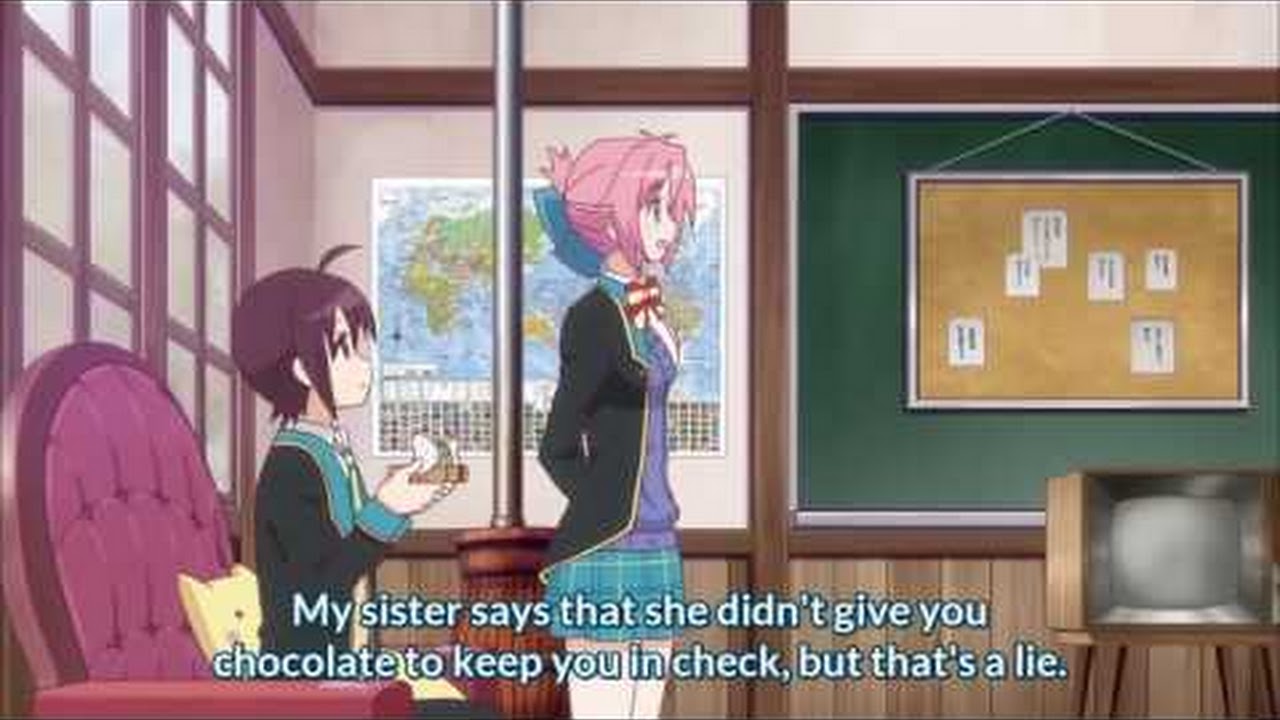 My sister says that she didn't give you
chocolate to keep you in check, but that's a lie.